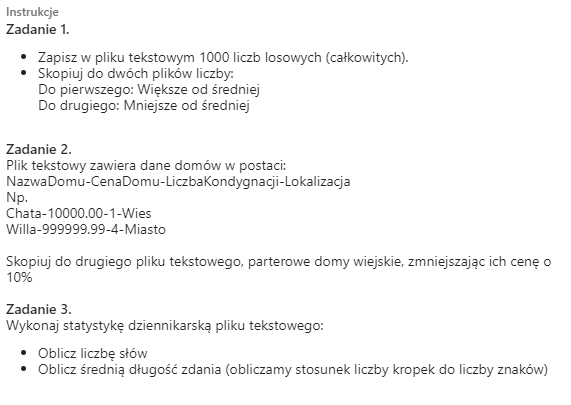 Instrukcje
Zadanie 1.
Zapisz w pliku tekstowym 1000 liczb losowych (całkowitych).
Skopiuj do dwóch plików liczby:
Do pierwszego: Większe od średniej
Do drugiego: Mniejsze od średniej
Zadanie 2.
Plik tekstowy zawiera dane domów w postaci:
NazwaDomu-CenaDomu-LiczbaKondygnacji-Lokalizacja
Np.
Chata-10000.00-1-Wies
Willa-999999.99-4-Miasto
Skopiuj do drugiego pliku tekstowego, parterowe domy wiejskie, zmniejszając ich cenę o
10%
Zadanie 3.
Wykonaj statystykę dziennikarską pliku tekstowego:
Oblicz liczbę słów
Oblicz średnią długość zdania (obliczamy stosunek liczby kropek do liczby znaków)